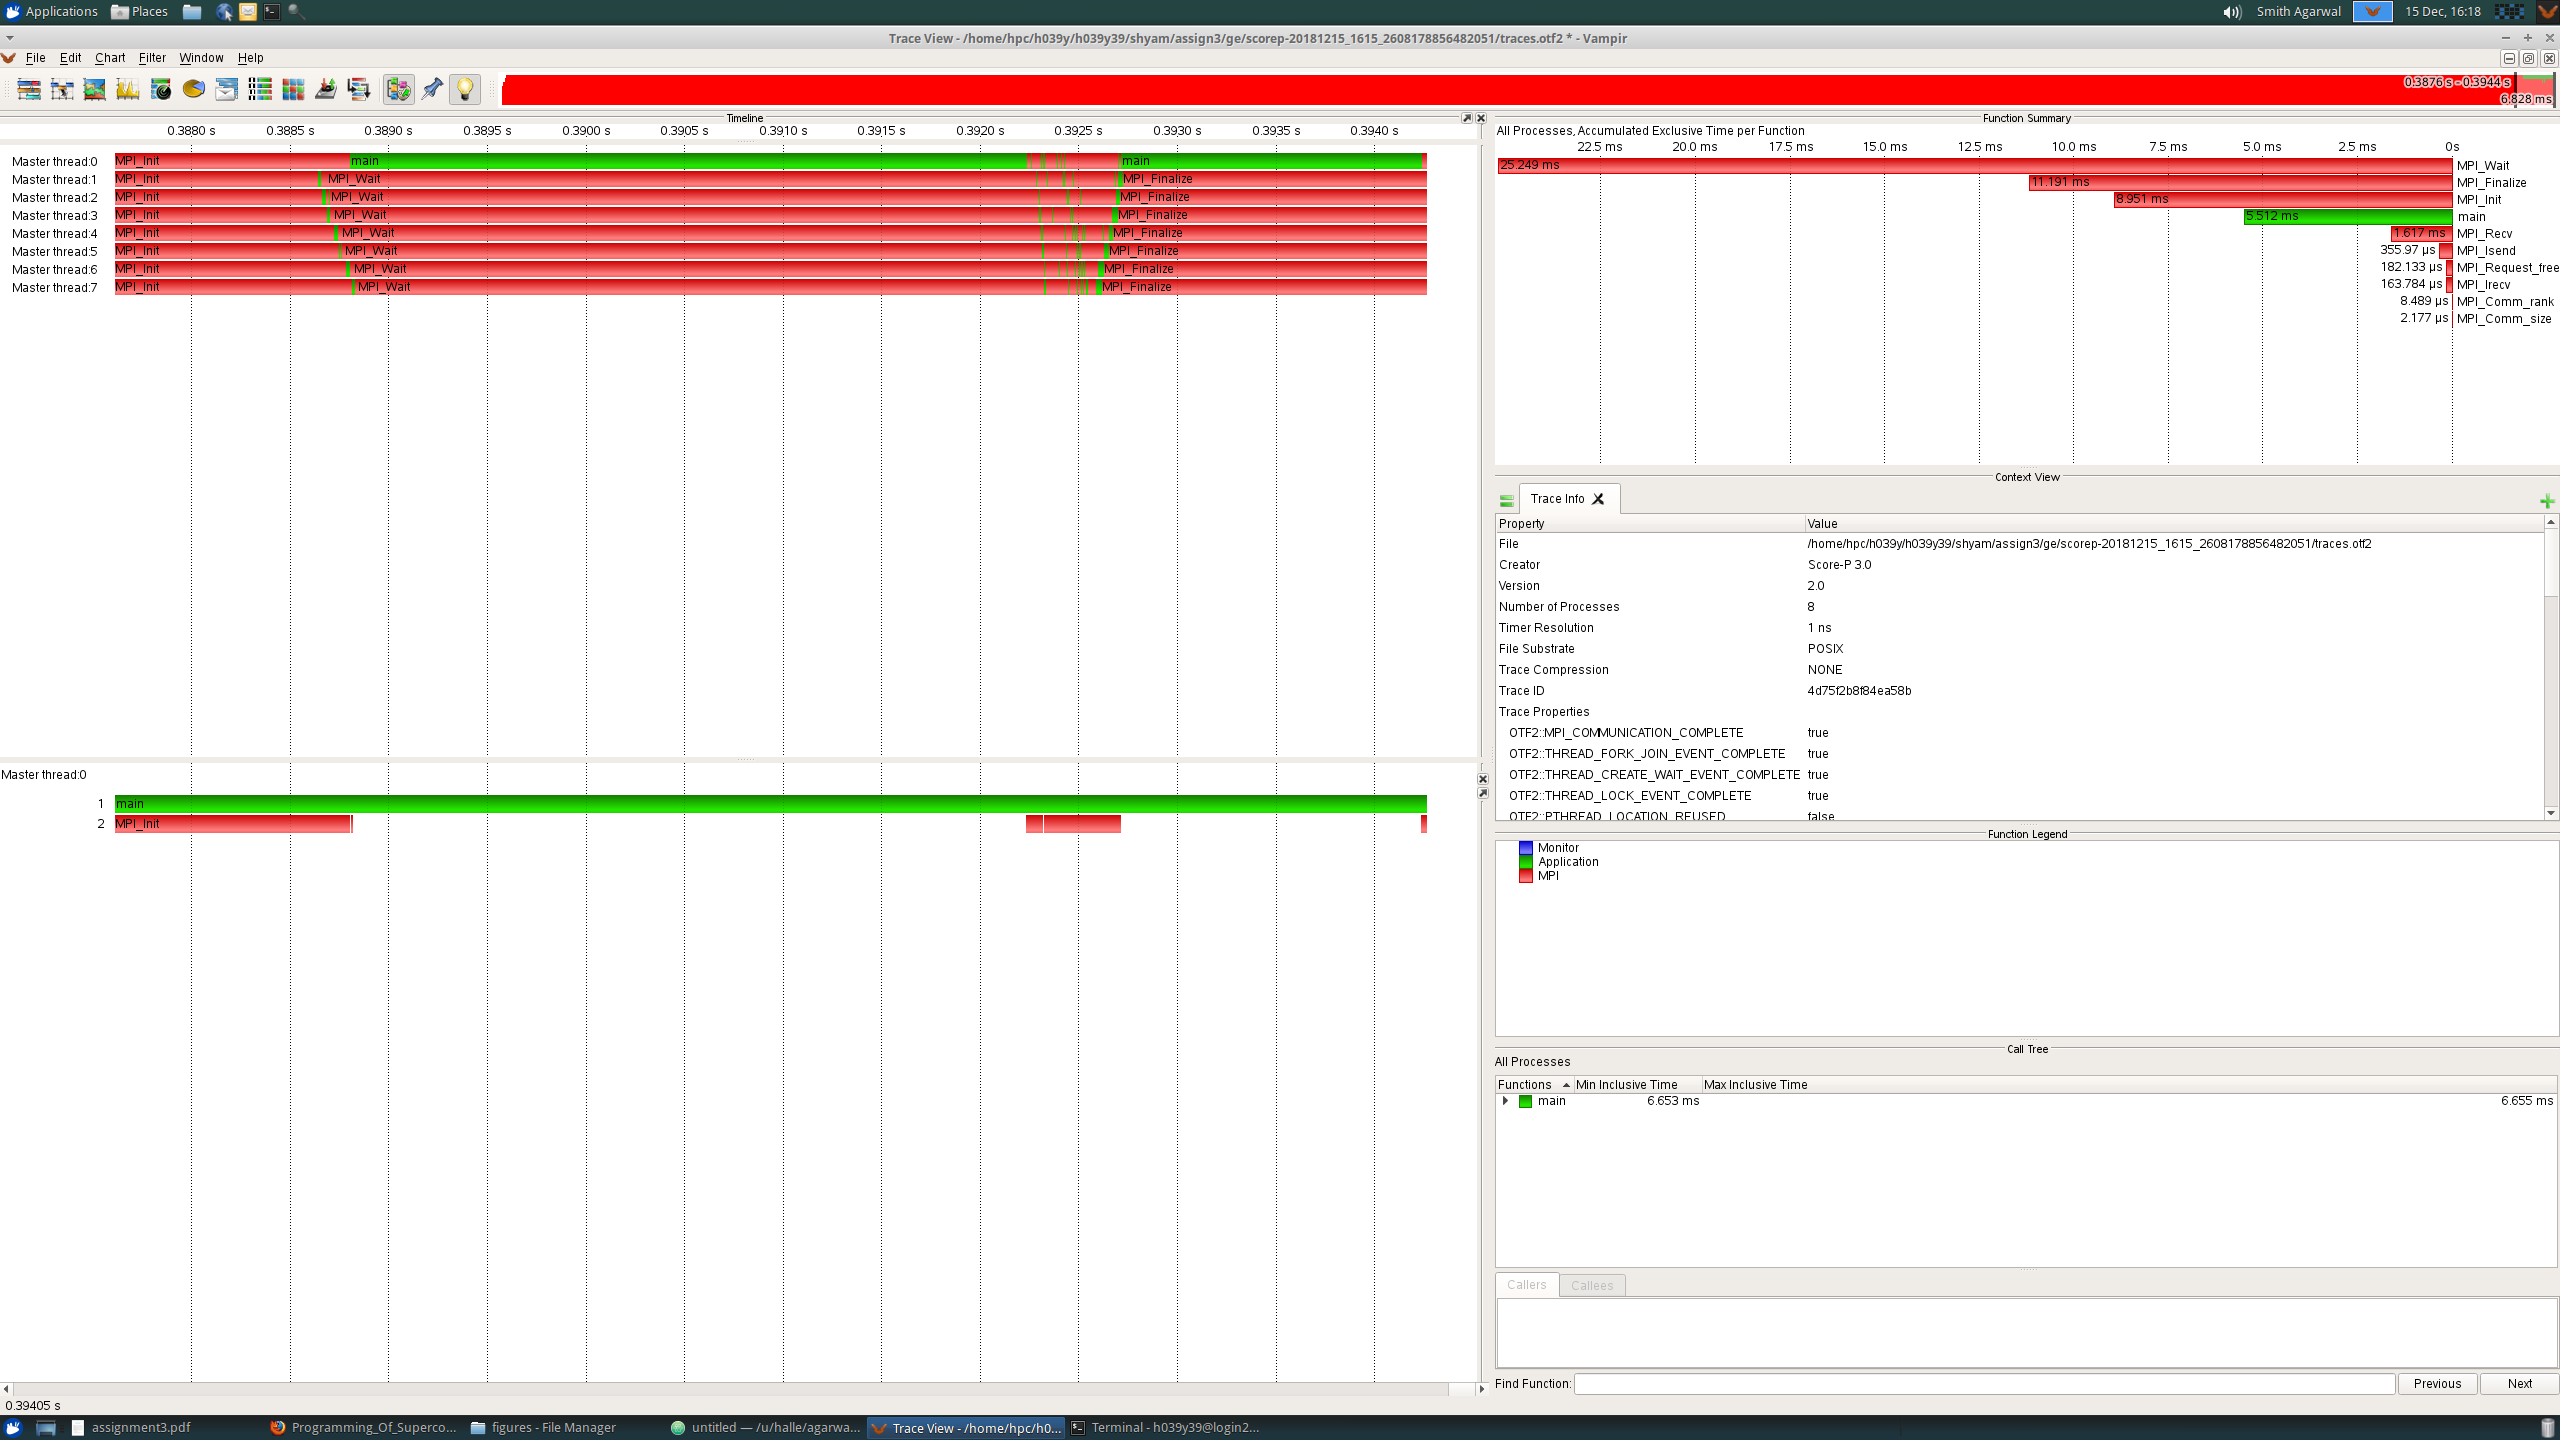 Applications Places Smith Agarwal 15 Dec, 16:18
Trace View - /home/hpc/h039y/h039y39/shyam/assign3/ge/scorep-20181215_1615_2608178856482051/traces.otf2 * - Vampir
File Edit Chart Filter Window Help
0.3876 s - 0.3944 s
6.828 ms
Timeline
0.3880 s 0.3885 s 0.3890 s 0.3895 s 0.3900 s 0.3905 s 0.3910 s 0.3915 s 0.3920 s 0.3925 s 0.3930 s 0.3935 s 0.3940 s
Master thread:0 MPI_Init main main
Master thread:1 MPI_Init MPI_Wait MPI_Finalize
Master thread:2 MPI_Init MPI_Wait MPI_Finalize
Master thread:3 MPI_Init MPI_Wait MPI_Finalize
Master thread:4 MPI_Init MPI_Wait MPI_Finalize
Master thread:5 MPI_Init MPI_Wait MPI_Finalize
Master thread:6 MPI_Init MPI_Wait MPI_Finalize
Master thread:7 MPI_Init MPI_Wait MPI_Finalize
Master thread:0
1 main
2 MPI_Init
0.39405 s
Function Summary
All Processes, Accumulated Exclusive Time per Function
22.5 ms 20.0 ms 17.5 ms 15.0 ms 12.5 ms 10.0 ms 7.5 ms 5.0 ms 2.5 ms 0s
25.249 ms MPI_Wait
11.191 ms MPI_Finalize
8.951 ms MPI_Init
5.512 ms main
1.617 ms MPI_Recv
355.97 µs MPI_Isend
182.133 µs MPI_Request_free
163.784 µs MPI_Irecv
8.489 µs MPI_Comm_rank
2.177 µs MPI_Comm_size
Context View
Trace Info
Property Value
File /home/hpc/h039y/h039y39/shyam/assign3/ge/scorep-20181215_1615_2608178856482051/traces.otf2
Creator Score-P 3.0
Version 2.0
Number of Processes 8
Timer Resolution 1 ns
File Substrate POSIX
Trace Compression NONE
Trace ID 4d75f2b8f84ea58b
Trace Properties
OTF2::MPI_COMMUNICATION_COMPLETE true
OTF2::THREAD_FORK_JOIN_EVENT_COMPLETE true
OTF2::THREAD_CREATE_WAIT_EVENT_COMPLETE true
OTF2::THREAD_LOCK_EVENT_COMPLETE true
OTF2::PTHREAD_LOCATION_REUSED false
Function Legend
Monitor
Application
MPI
Call Tree
All Processes
Functions Min Inclusive Time Max Inclusive Time
main 6.653 ms 6.655 ms
Callers Callees
Find Function: Previous Next
assignment3.pdf Programming_Of_Superco... figures - File Manager untitled — /u/halle/agarwa... Trace View - /home/hpc/h0... Terminal - h039y39@login2...